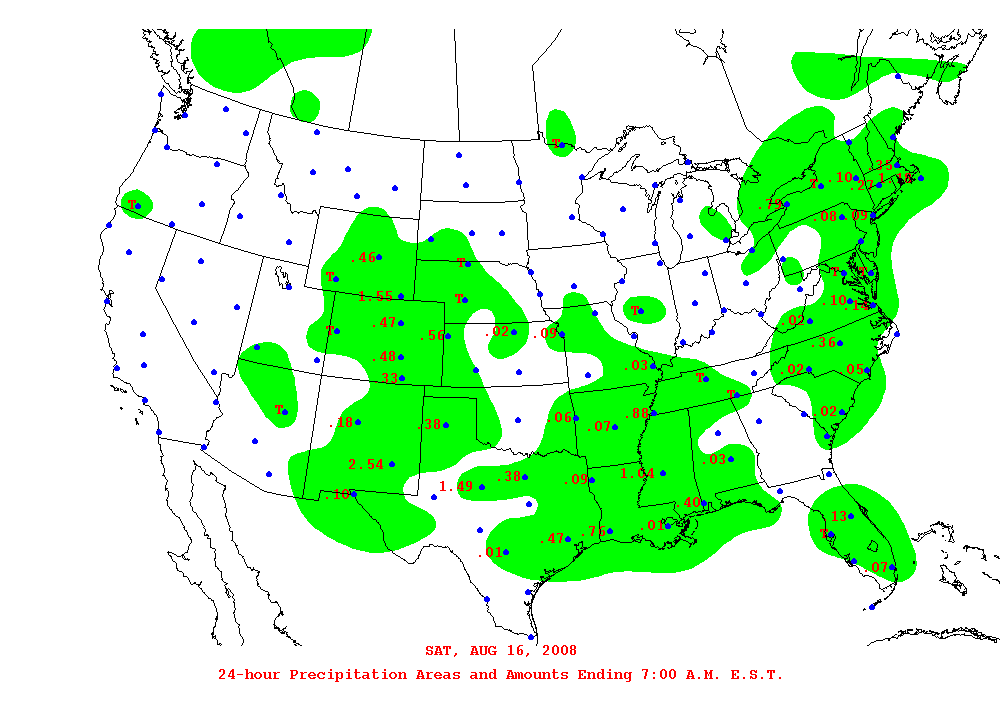 T
.35
T .10 .27 1.15
T .79
.08 .09
.46 T
T T
1.55 T .10 .14
.47 T .02
T .56 .02 .09 .36
.48 .03 .02 .05
.33 T
T T
.18 .38 .06 .07 .88 .02
2.54 .03
1.49 .38 .09 1.04
.10 .40
.13
.01 .75 .01 T
.47
.07
SAT, AUG 16, 2008
24-hour Precipitation Areas and Amounts Ending 7:00 A.M. E.S.T.